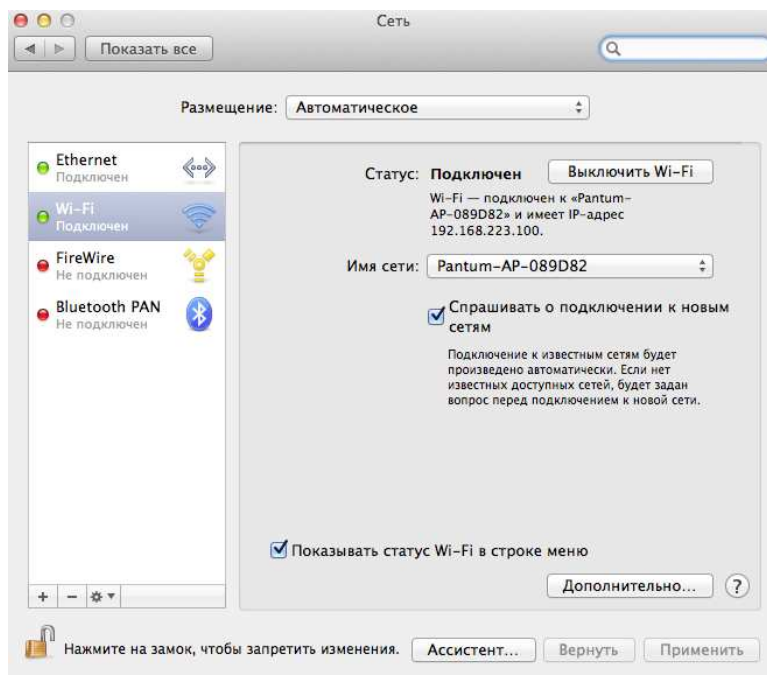 Сеть
Показать все
Размещение: Автоматическое
Ethernet
Подключен
Wi-Fi
Подключен
FireWire
Не подключен
Bluetooth PAN
Не подключен
Статус: Подключен Выключить Wi-Fi
Wi-Fi — подключен к «Pantum-
AP-089D82» и имеет IP-адрес
192.168.223.100.
Имя сети: Pantum-AP-089D82
Спрашивать о подключении к новым
сетям
Подключение к известным сетям будет
произведено автоматически. Если нет
известных доступных сетей, будет задан
вопрос перед подключением к новой сети.
Показывать статус Wi-Fi в строке меню
Дополнительно... ?
Нажмите на замок, чтобы запретить изменения. Ассистент... Вернуть Применить